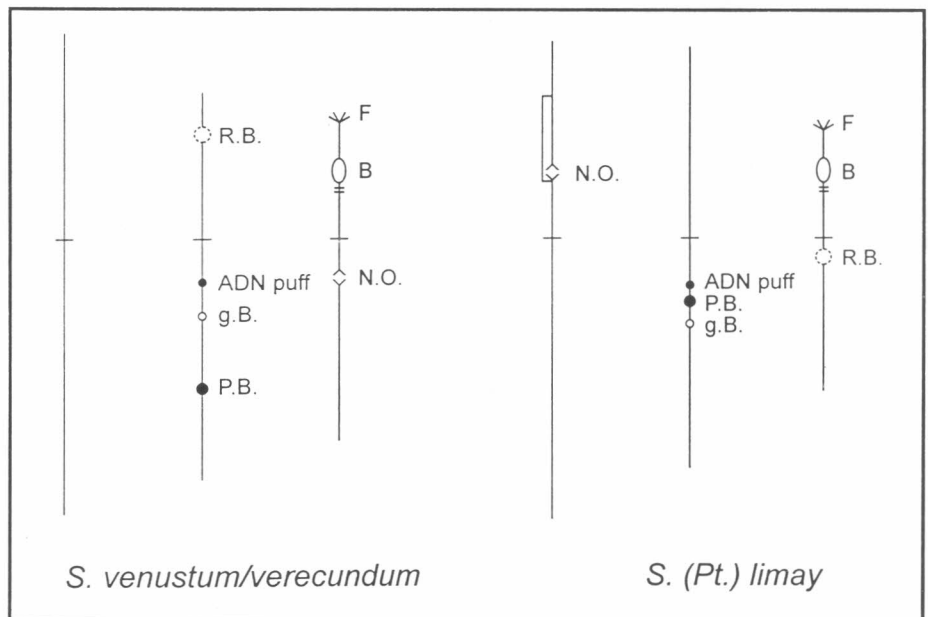 R.B.
ADN puff
g.B.
P.B.
F
B
N.O.
S. venustum/verecundum
N.O.
ADN puff
P.B.
g.B.
F
B
R.B.
S. (Pt.) limay